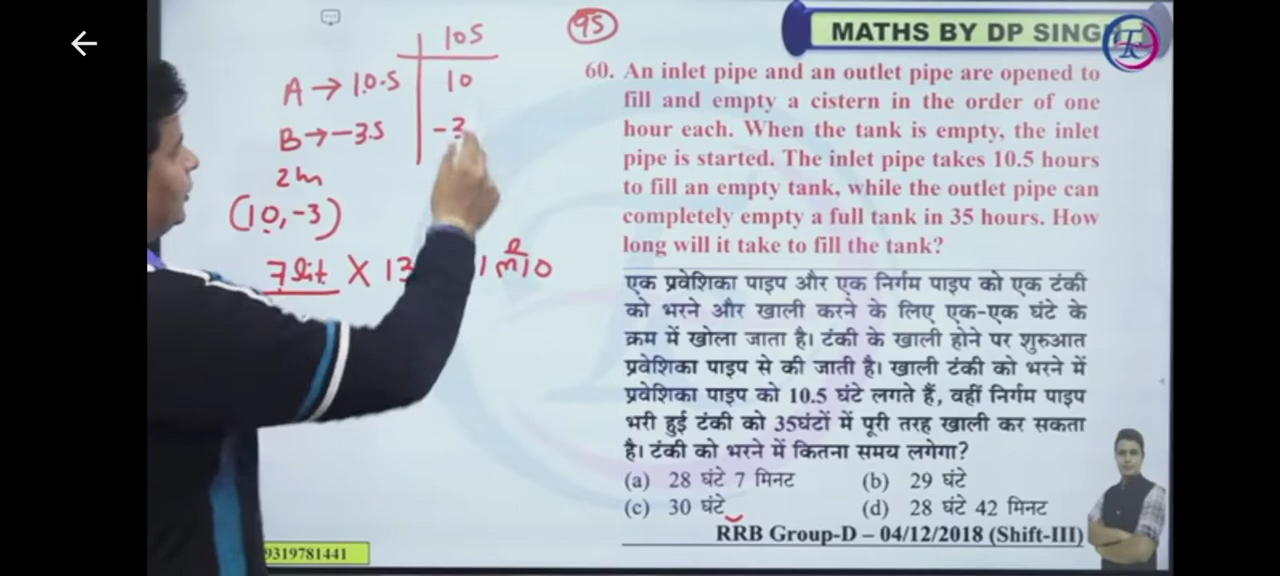 95
MATHS BY DP SING
105
A → 10.5 10
B → -35
2h
(10, -3)
7 lit X 13
60. An inlet pipe and an outlet pipe are opened to
fill and empty a cistern in the order of one
hour each. When the tank is empty, the inlet
pipe is started. The inlet pipe takes 10.5 hours
to fill an empty tank, while the outlet pipe can
completely empty a full tank in 35 hours. How
long will it take to fill the tank?
एक प्रवेशिका पाइप और एक निर्गम पाइप को एक टंकी
को भरने और खाली करने के लिए एक-एक घंटे के
क्रम में खोला जाता है। टंकी के खाली होने पर शुरुआत
प्रवेशिका पाइप से की जाती है। खाली टंकी को भरने में
प्रवेशिका पाइप को 10.5 घंटे लगते हैं, वहीं निर्गम पाइप
भरी हुई टंकी को 35घंटों में पूरी तरह खाली कर सकता
है। टंकी को भरने में कितना समय लगेगा?
(a) 28 घंटे 7 मिनट (b) 29 घंटे
(c) 30 घंटे (d) 28 घंटे 42 मिनट
RRB Group-D – 04/12/2018 (Shift-III)
9319781441